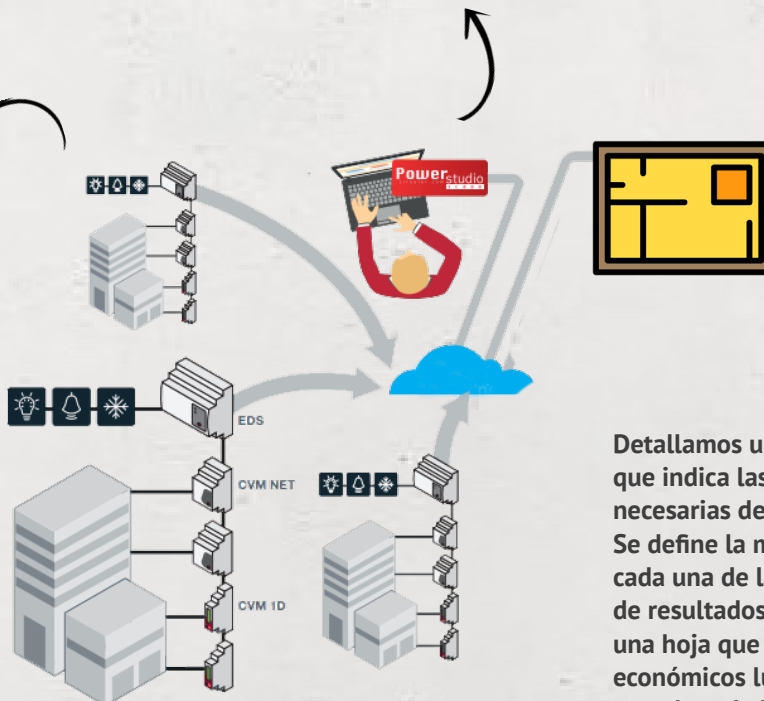 Power studio
SCADA
EDS
CVM NET
CVM 1D
Detallamos u
que indica las
necesarias de
Se define la m
cada una de l
de resultados
una hoja que
económicos lu